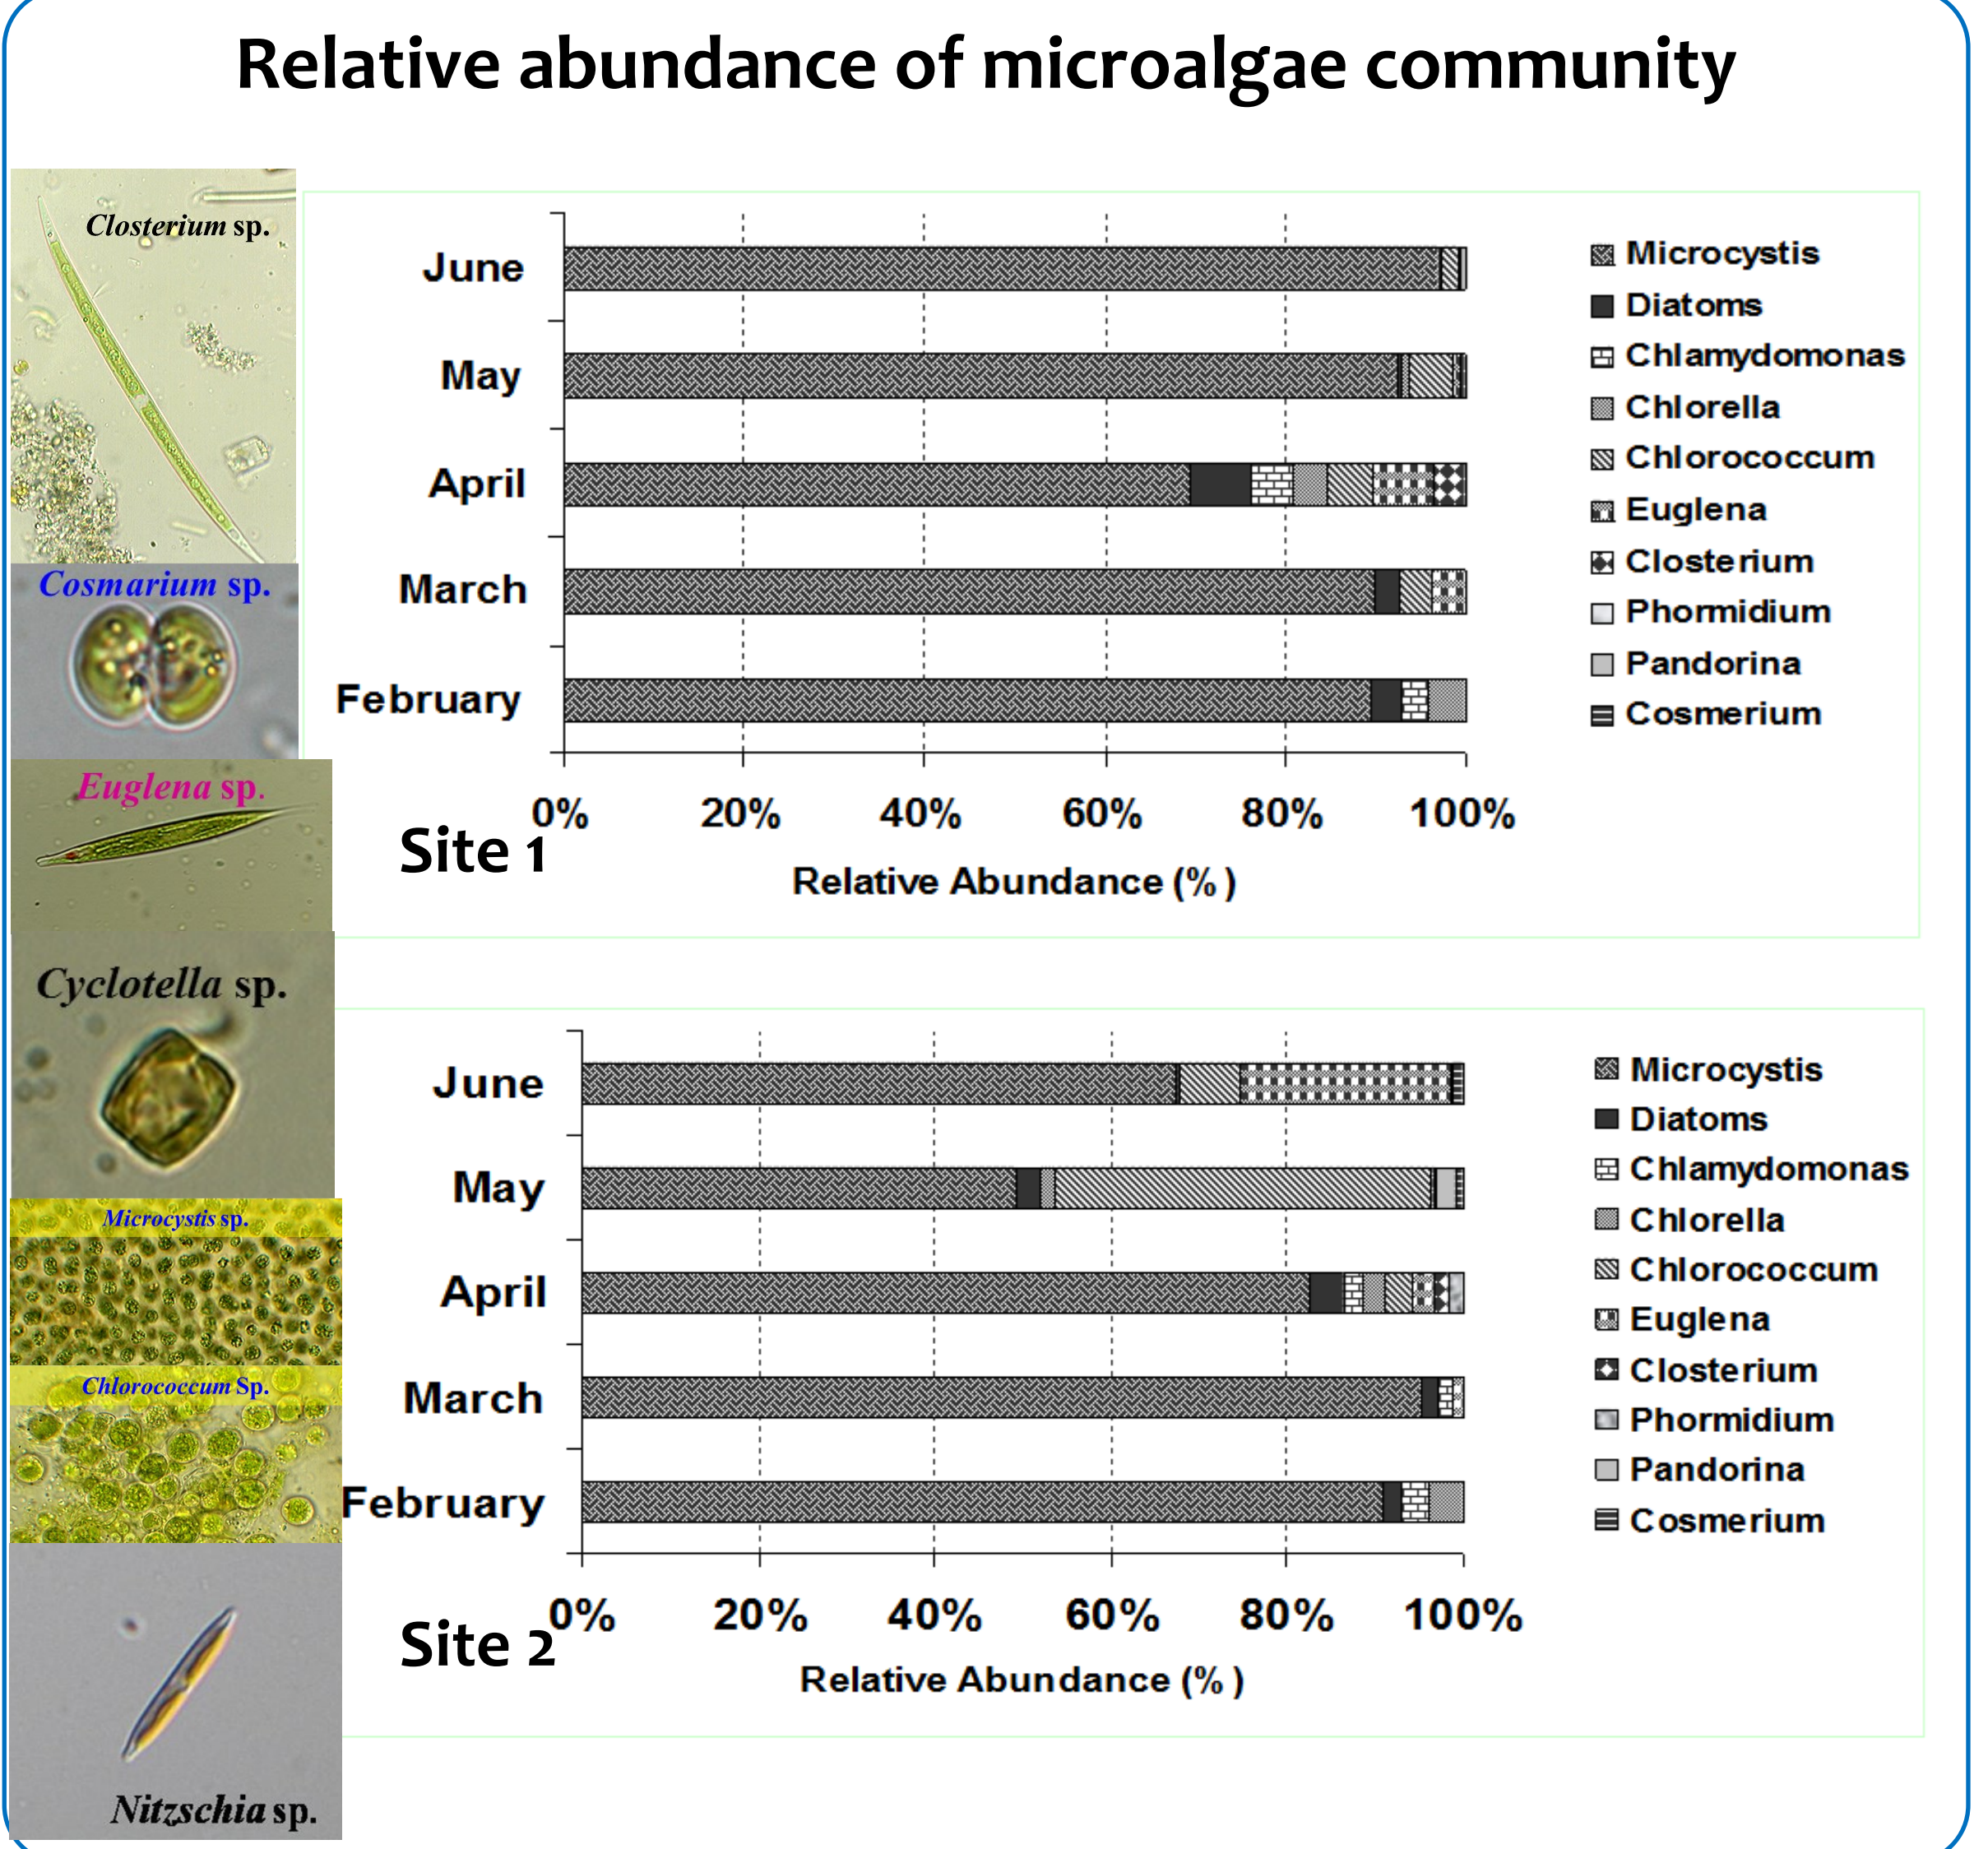 Relative abundance of microalgae community
Closterium sp.
Cosmarium sp.
Euglena sp.
Cyclotella sp.
Microcystis sp.
Chlorococcum Sp.
Nitzschia sp.
June
May
April
March
February
0% 20% 40% 60% 80% 100%
Site 1
Relative Abundance (%)
Microcystis
Diatoms
Chlamydomonas
Chlorella
Chlorococcum
Euglena
Closterium
Phormidium
Pandorina
Cosmerium
June
May
April
March
February
0% 20% 40% 60% 80% 100%
Site 2
Relative Abundance (%)
Microcystis
Diatoms
Chlamydomonas
Chlorella
Chlorococcum
Euglena
Closterium
Phormidium
Pandorina
Cosmerium